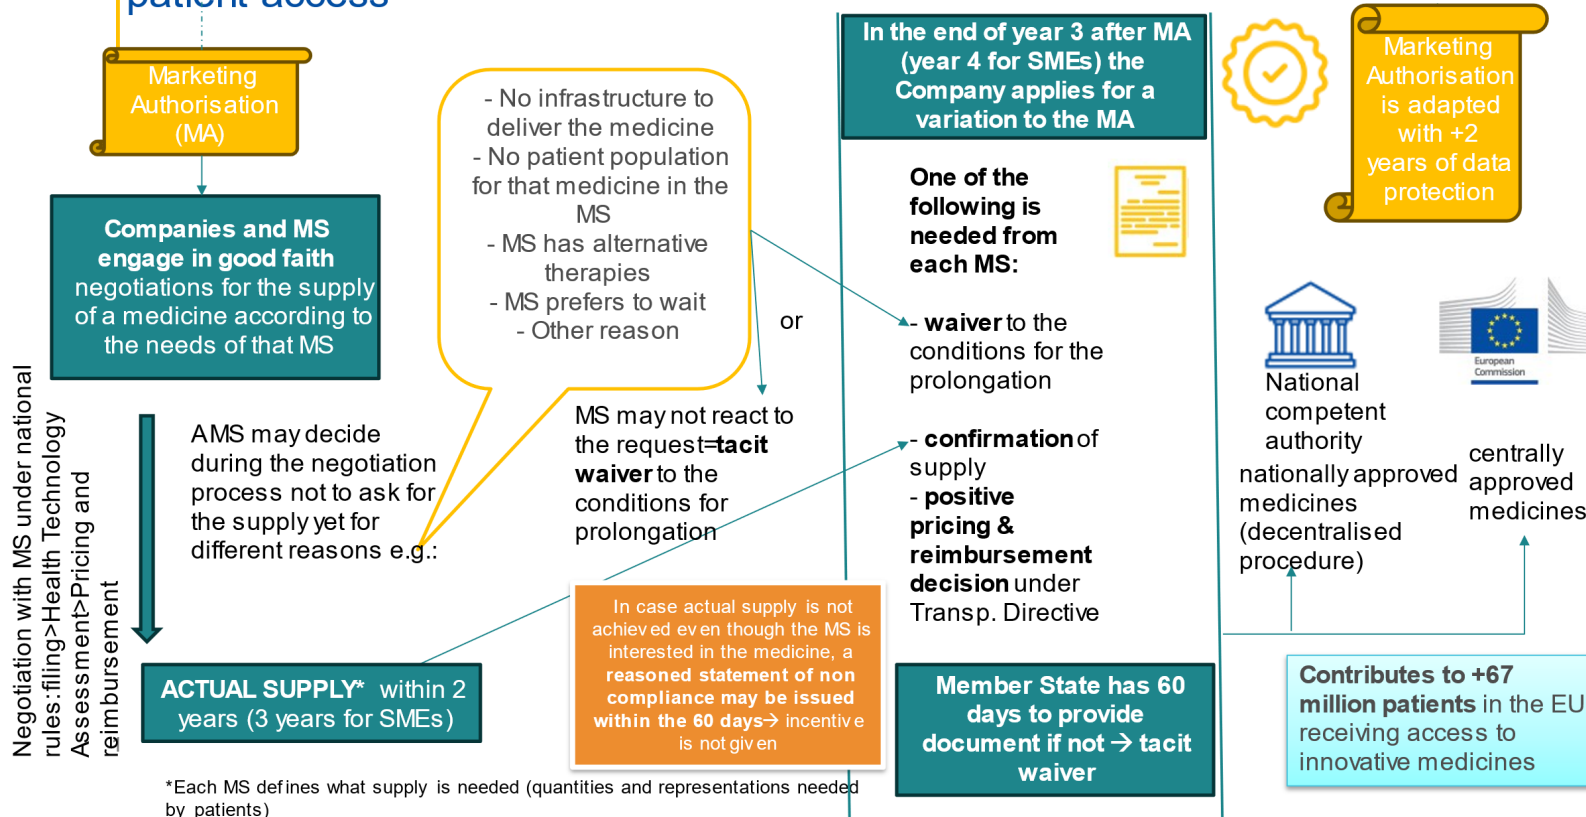 patient access
Marketing
Authorisation
(MA)
Companies and MS
engage in good faith
negotiations for the supply
of a medicine according to
the needs of that MS
Negotiation with MS under national
rules:filing>Health Technology
Assessment>Pricing and
reimbursement
AMS may decide
during the negotiation
process not to ask for
the supply yet for
different reasons e.g.:
- No infrastructure to
deliver the medicine
- No patient population
for that medicine in the
MS
- MS has alternative
therapies
- MS prefers to wait
- Other reason
or
MS may not react to
the request=tacit
waiver to the
conditions for
prolongation
ACTUAL SUPPLY* within 2
years (3 years for SMEs)
In case actual supply is not
achieved even though the MS is
interested in the medicine, a
reasoned statement of non
compliance may be issued
within the 60 days→ incentive
is not given
*Each MS defines what supply is needed (quantities and representations needed
by patients)
In the end of year 3 after MA
(year 4 for SMEs) the
Company applies for a
variation to the MA
One of the
following is
needed from
each MS:
- waiver to the
conditions for the
prolongation
- confirmation of
supply
- positive
pricing &
reimbursement
decision under
Transp. Directive
Member State has 60
days to provide
document if not → tacit
waiver
Marketing
Authorisation
is adapted
with +2
years of data
protection
National
competent
authority
nationally approved
medicines
(decentralised
procedure)
European
Commission
centrally
approved
medicines
Contributes to +67
million patients in the EU
receiving access to
innovative medicines